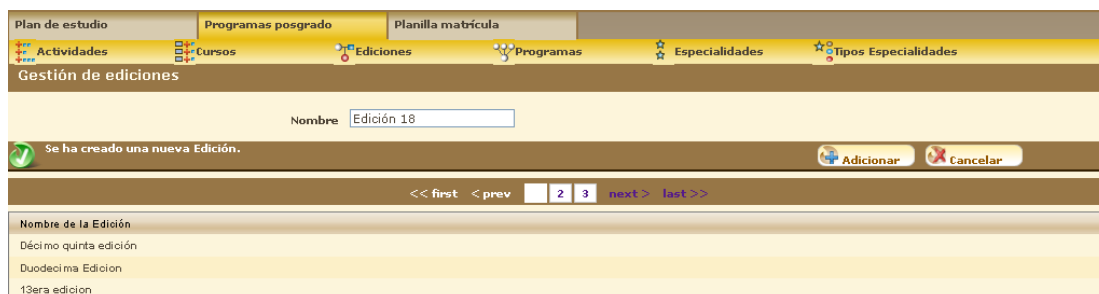 Plan de estudio Programas posgrado Planilla matrícula
Actividades Cursos Ediciones Programas Especialidades Tipos Especialidades
Gestión de ediciones
Nombre Edición 18
Se ha creado una nueva Edición. Adicionar Cancelar
<< first < prev 2 3 next > last >>
Nombre de la Edición
Décimo quinta edición
Duodecima Edicion
13era edicion